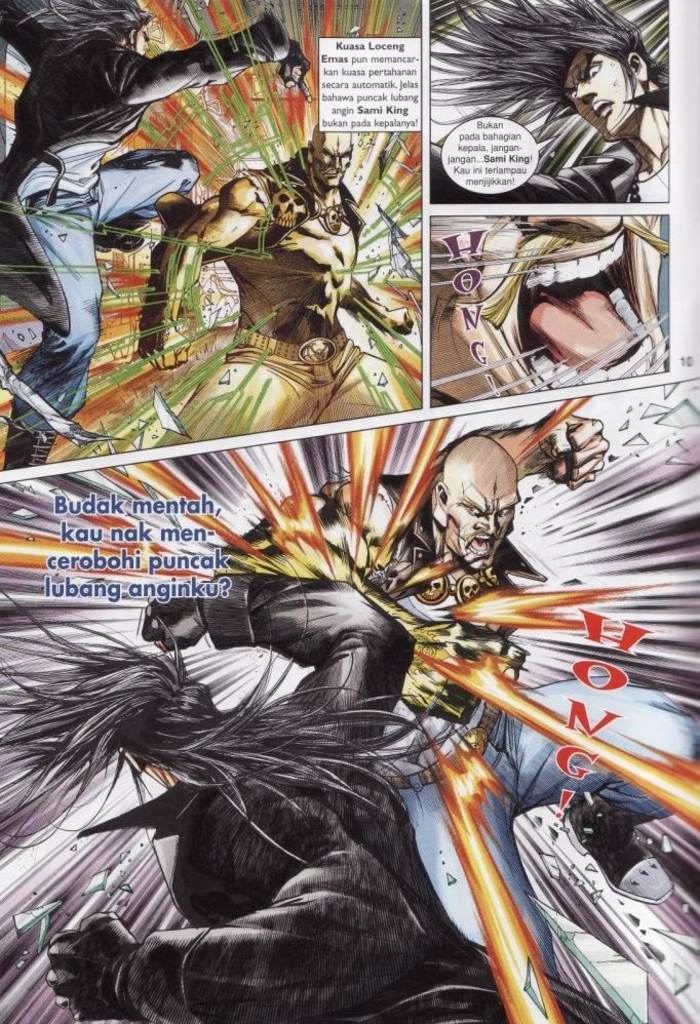 Kuasa Loceng
Emas pun memancar-
kan kuasa pertahanan
secara automatik. Jelas
bahawa puncak lubang
angin Sami King
bukan pada kepalanya!
Bukan
pada bahagian
kepala, jangan-
jangan...Sami King!
Kau ini terlampau
menjijikkan!
HONG
Budak mentah,
kau nak men-
cerobohi puncak
lubang anginku?
HONG!